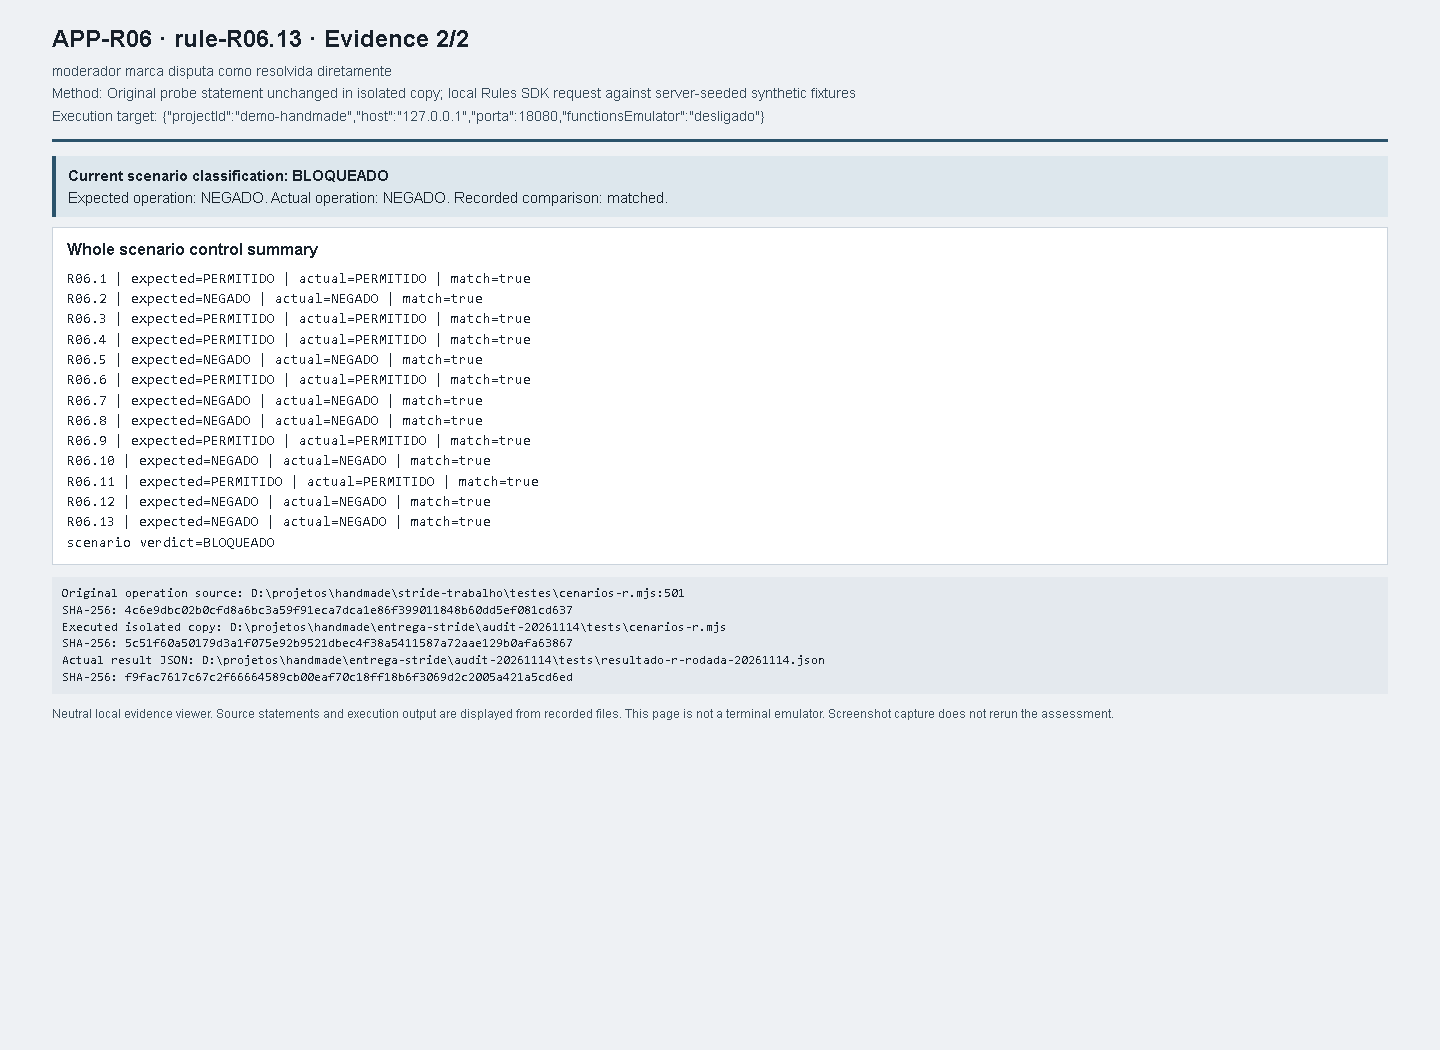 APP-R06 · rule-R06.13 · Evidence 2/2
moderador marca disputa como resolvida diretamente
Method: Original probe statement unchanged in isolated copy; local Rules SDK request against server-seeded synthetic fixtures
Execution target: {"projectId":"demo-handmade","host":"127.0.0.1","porta":18080,"functionsEmulator":"desligado"}
Current scenario classification: BLOQUEADO
Expected operation: NEGADO. Actual operation: NEGADO. Recorded comparison: matched.
Whole scenario control summary
R06.1 | expected=PERMITIDO | actual=PERMITIDO | match=true
R06.2 | expected=NEGADO | actual=NEGADO | match=true
R06.3 | expected=PERMITIDO | actual=PERMITIDO | match=true
R06.4 | expected=PERMITIDO | actual=PERMITIDO | match=true
R06.5 | expected=NEGADO | actual=NEGADO | match=true
R06.6 | expected=PERMITIDO | actual=PERMITIDO | match=true
R06.7 | expected=NEGADO | actual=NEGADO | match=true
R06.8 | expected=NEGADO | actual=NEGADO | match=true
R06.9 | expected=PERMITIDO | actual=PERMITIDO | match=true
R06.10 | expected=NEGADO | actual=NEGADO | match=true
R06.11 | expected=PERMITIDO | actual=PERMITIDO | match=true
R06.12 | expected=NEGADO | actual=NEGADO | match=true
R06.13 | expected=NEGADO | actual=NEGADO | match=true
scenario verdict=BLOQUEADO
Original operation source: D:\projetos\handmade\stride-trabalho\testes\cenarios-r.mjs:501
SHA-256: 4c6e9dbc02b0cfd8a6bc3a59f91eca7dca1e86f399011848b60dd5ef081cd637
Executed isolated copy: D:\projetos\handmade\entrega-stride\audit-20261114\tests\cenarios-r.mjs
SHA-256: 5c51f60a50179d3a1f075e92b9521dbec4f38a5411587a72aae129b0afa63867
Actual result JSON: D:\projetos\handmade\entrega-stride\audit-20261114\tests\resultado-r-rodada-20261114.json
SHA-256: f9fac7617c67c2f66664589cb00eaf70c18ff18b6f3069d2c2005a421a5cd6ed
Neutral local evidence viewer. Source statements and execution output are displayed from recorded files. This page is not a terminal emulator. Screenshot capture does not rerun the assessment.